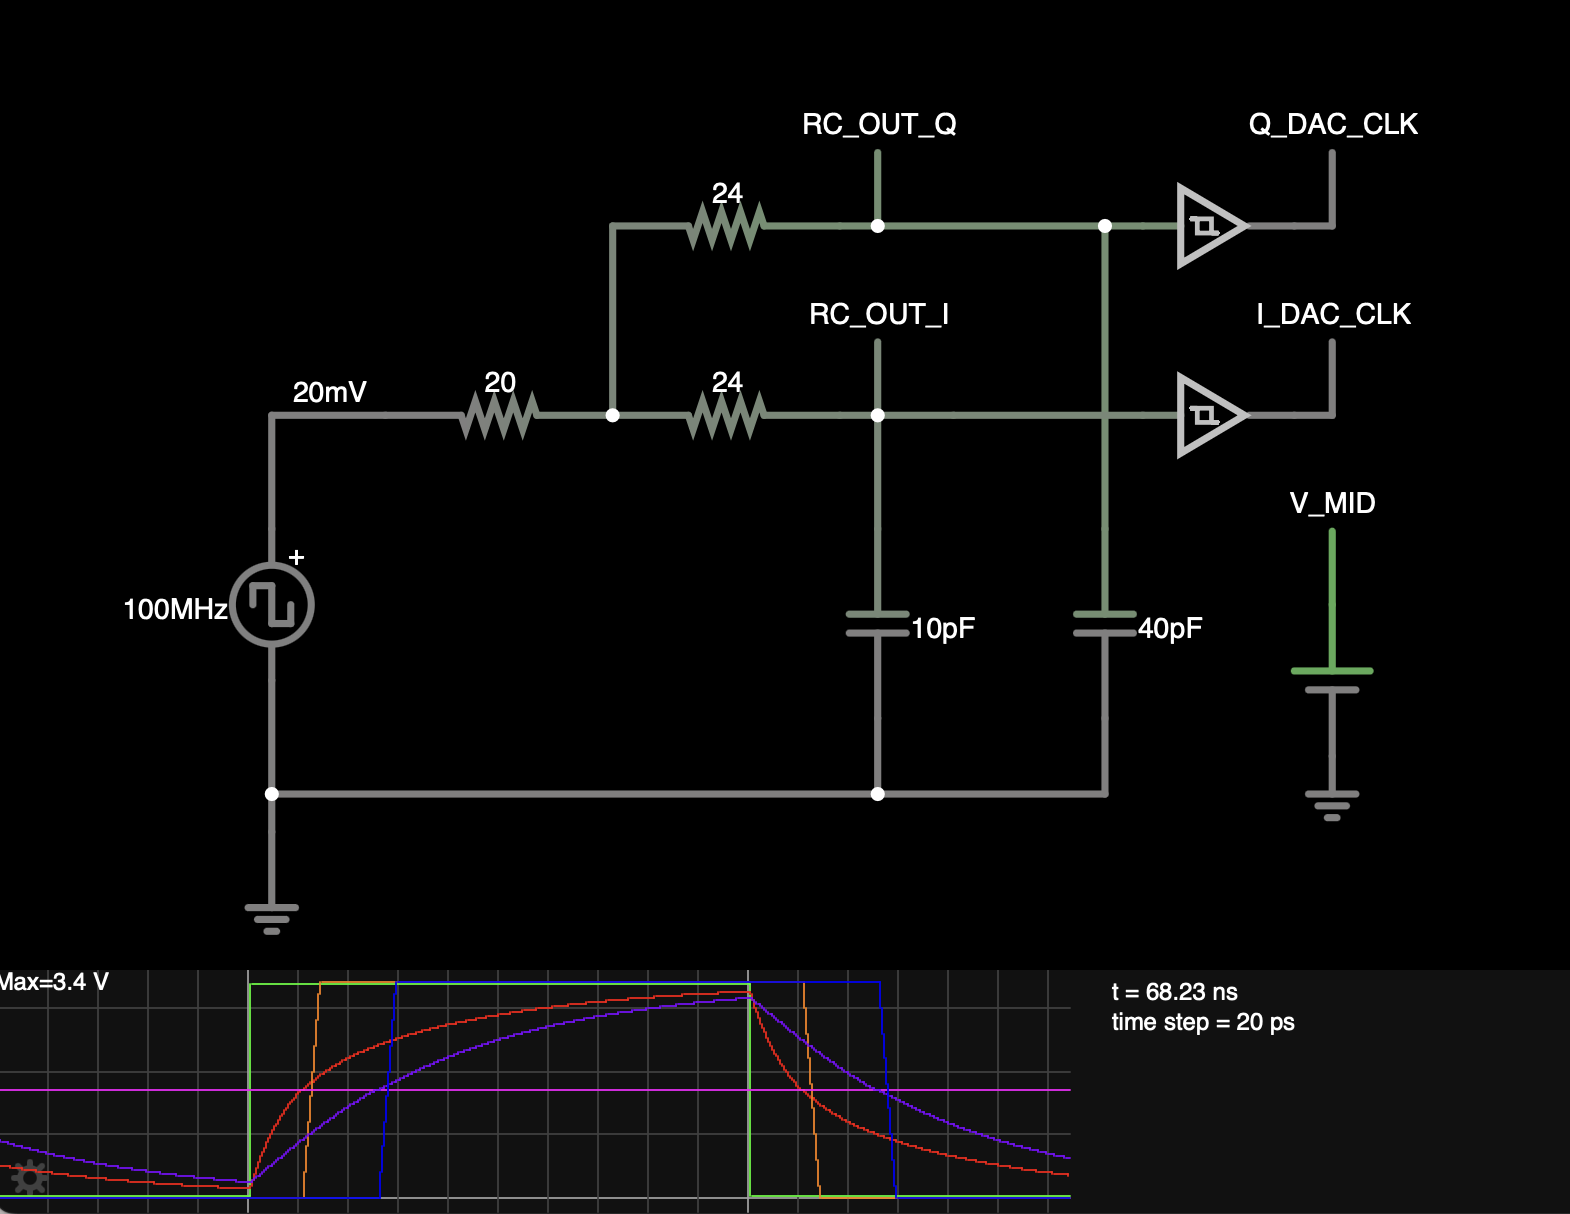 RC_OUT_Q
Q_DAC_CLK
24
RC_OUT_I
I_DAC_CLK
20mV
20
24
V_MID
+
100MHz
10pF
40pF
Max=3.4 V
t = 68.23 ns
time step = 20 ps